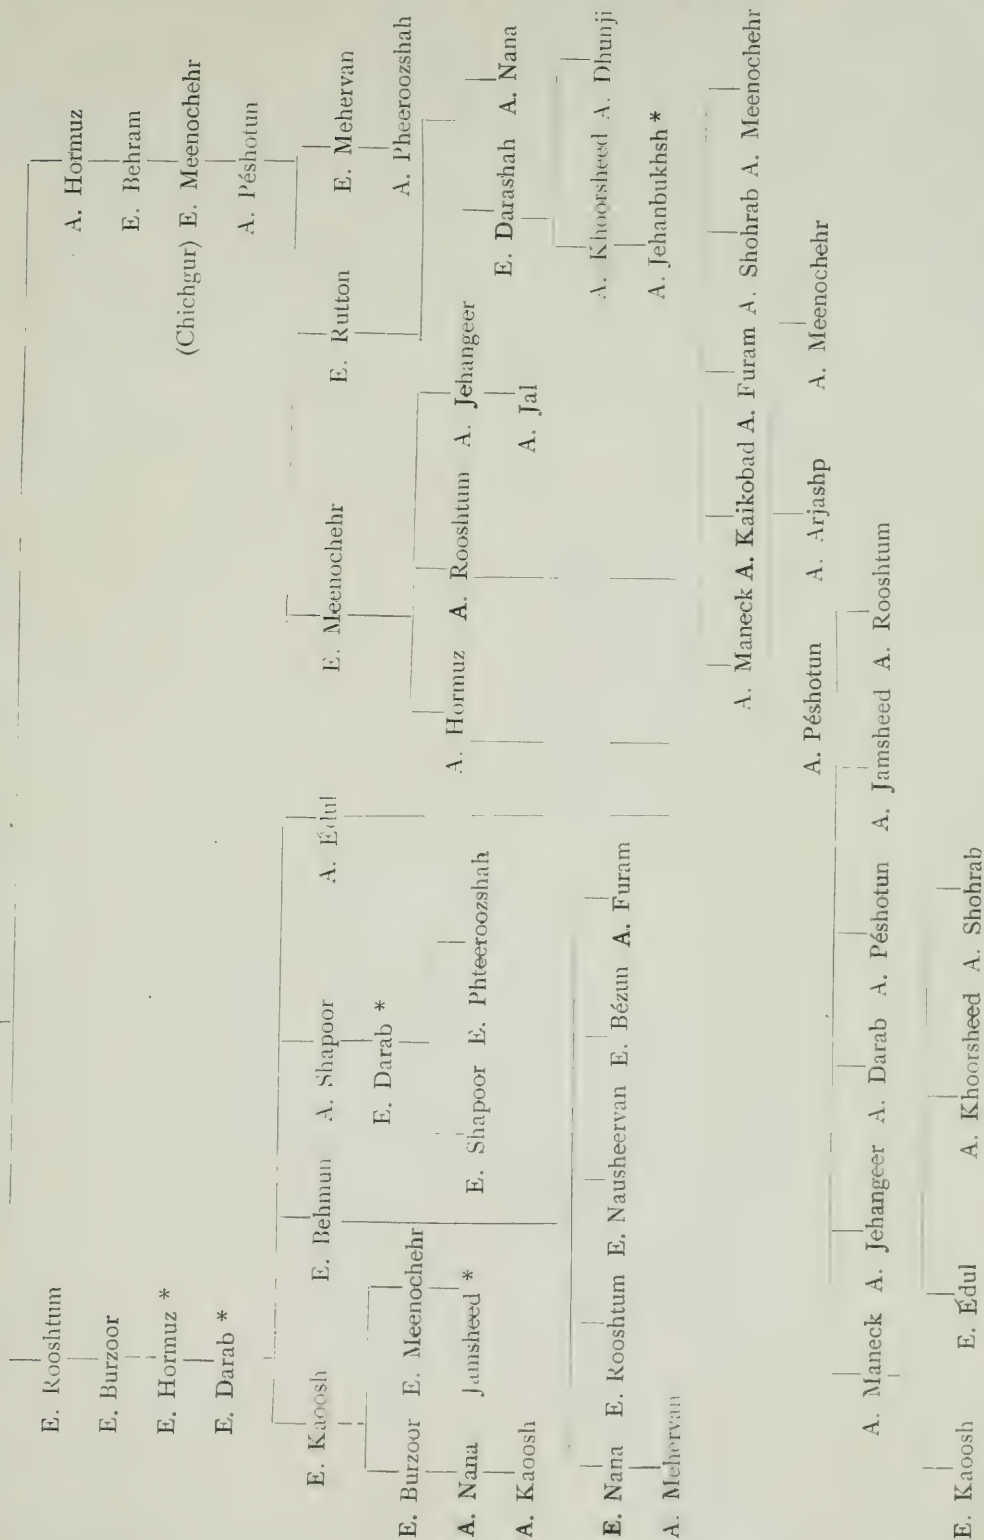 E. Rooshtum A. Hormuz
E. Burzoor E. Behram
E. Hormuz * (Chichgur) E. Meenochehr
E. Darab * A. Péshotun
E. Kaoosh E. Behmun A. Shapoor A. Édul E. Meenochehr E. Rutton E. Mehervan
E. Darab * A. Pheeroozshah
E. Burzoor E. Meenochehr
A. Nana Jamsheed * E. Shapoor E. Phteeroozshah A. Hormuz A. Rooshtum A. Jehangeer E. Darashah A. Nana
A. Kaoosh A. Jal
A. Khoorsheed A. Dhunji
E. Nana E. Rooshtum E. Nausheervan E. Bézun A. Furam
A. Mehervan A. Jehanbukhsh *
A. Maneck A. Kaikobad A. Furam A. Shohrab A. Meenochehr
A. Péshotun A. Arjashp A. Meenochehr
A. Maneck A. Jehangeer A. Darab A. Péshotun A. Jamsheed A. Rooshtum
E. Kaoosh E. Édul A. Khoorsheed A. Shohrab